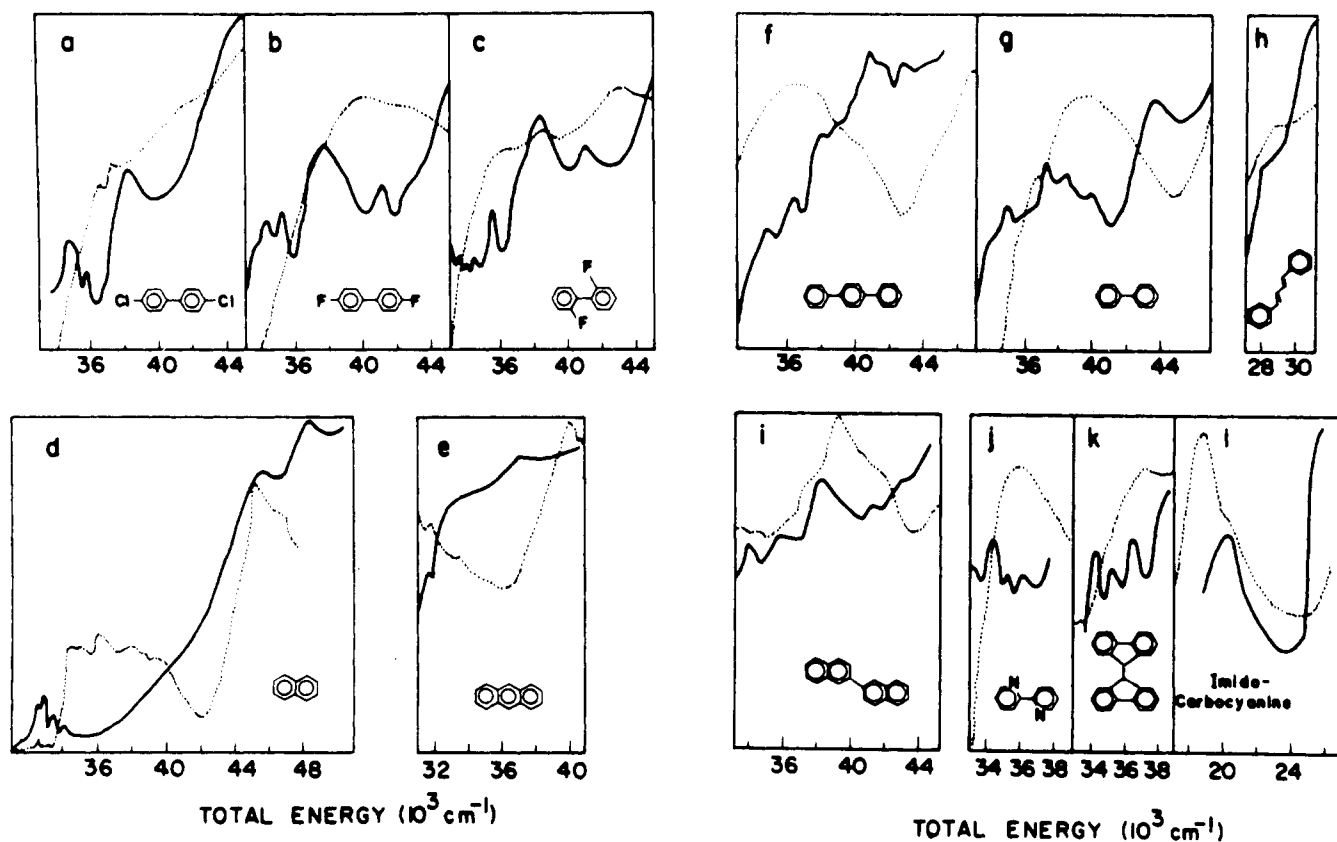 a b c
Cl Cl
F F
F
F
36 40 44 36 40 44 36 40 44
f g h
36 40 44 40 44 28 30
d e
36 40 44 48 32 36 40
TOTAL ENERGY (10³ cm⁻¹)
i j k l
N
N
Imido-
Carbocyanine
36 40 34 36 38 34 36 38 20 24
TOTAL ENERGY (10³ cm⁻¹)